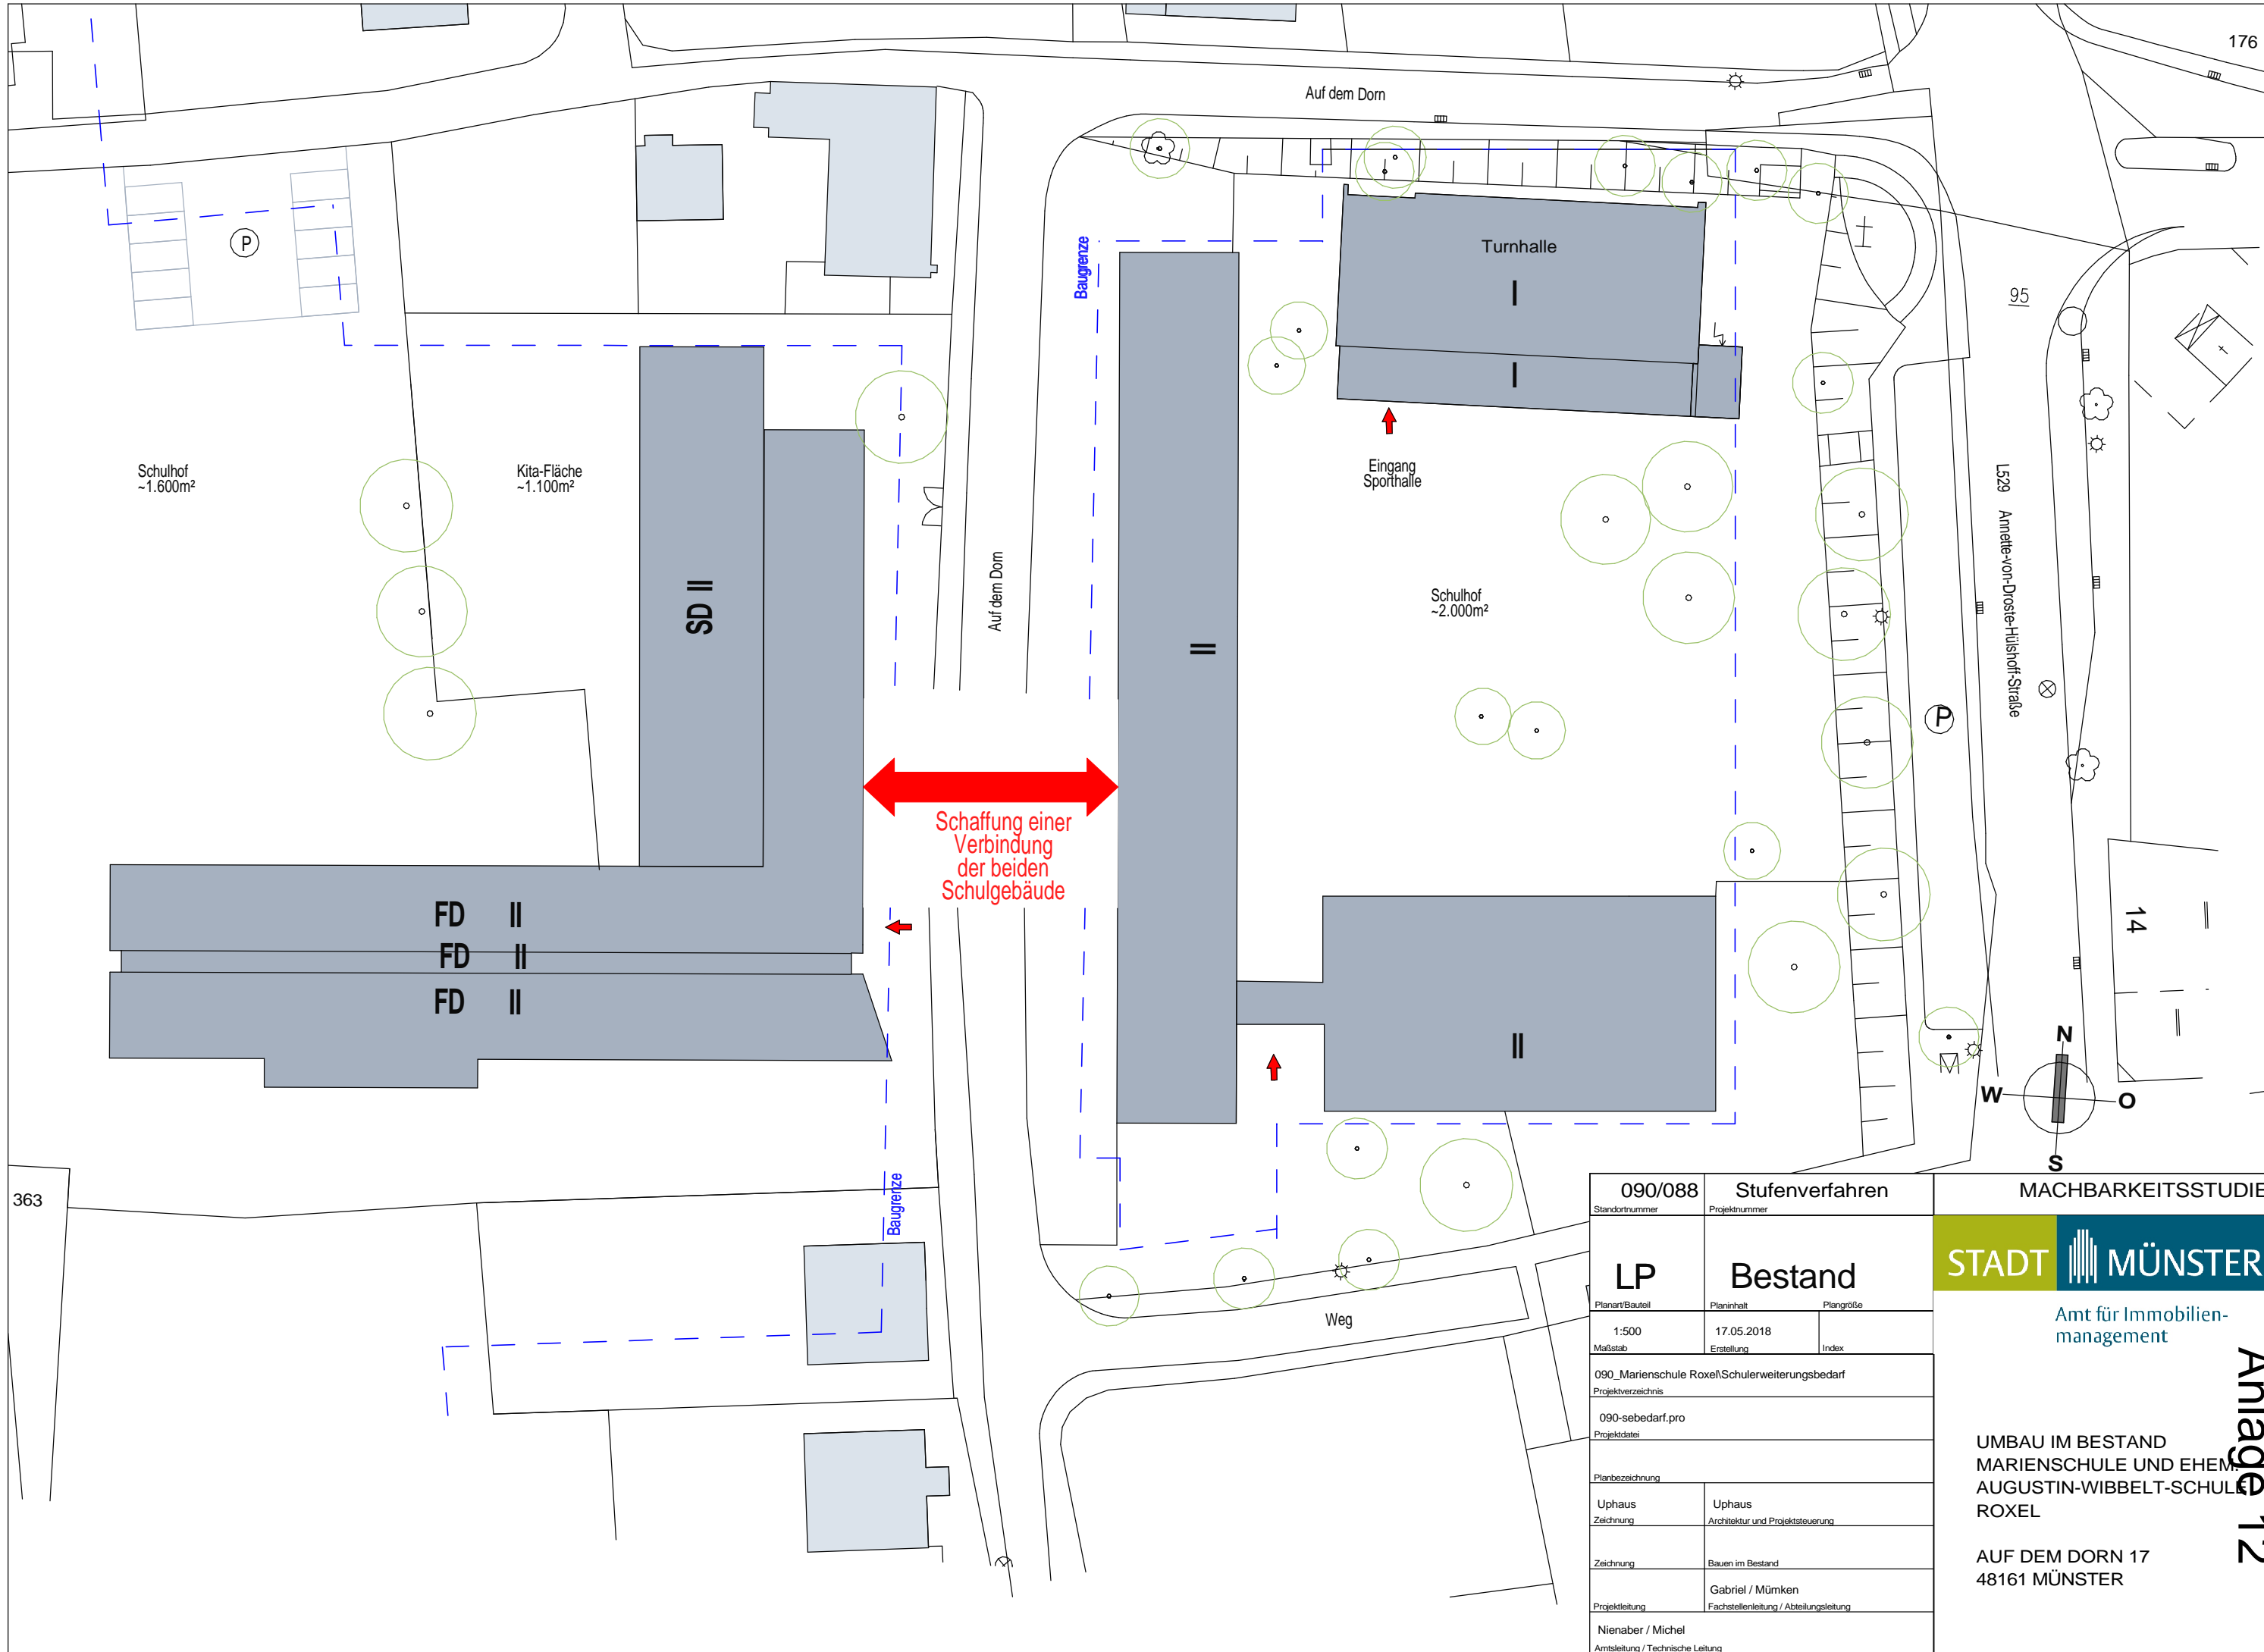 176
Auf dem Dorn
P
Baugrenze
Turnhalle
I
I
95
Schulhof
~1.600m²
Kita-Fläche
~1.100m²
Eingang
Sporthalle
SD II
Auf dem Dorn
II
Schulhof
~2.000m²
L529 Annette-von-Droste-Hülshoff-Straße
P
Schaffung einer
Verbindung
der beiden
Schulgebäude
FD II
FD II
FD II
II
14
N
W
O
S
363
Baugrenze
Weg
090/088
Standortnummer
Stufenverfahren
Projektnummer
MACHBARKEITSSTUDIE
STADT MÜNSTER
Amt für Immobilien-
management
LP
Planart/Bauteil
Bestand
Planinhalt
Plangröße
1:500
Maßstab
17.05.2018
Erstellung
Index
090_Marienschule Roxel\Schulerweiterungsbedarf
Projektverzeichnis
090-sebedarf.pro
Projektdatei
Planbezeichnung
Uphaus
Zeichnung
Uphaus
Architektur und Projektsteuerung
Zeichnung
Bauen im Bestand
Projektleitung
Gabriel / Mümken
Fachstellenleitung / Abteilungsleitung
Nienaber / Michel
Amtsleitung / Technische Leitung
UMBAU IM BESTAND
MARIENSCHULE UND EHEM.
AUGUSTIN-WIBBELT-SCHULE
ROXEL
AUF DEM DORN 17
48161 MÜNSTER
Anlage 12